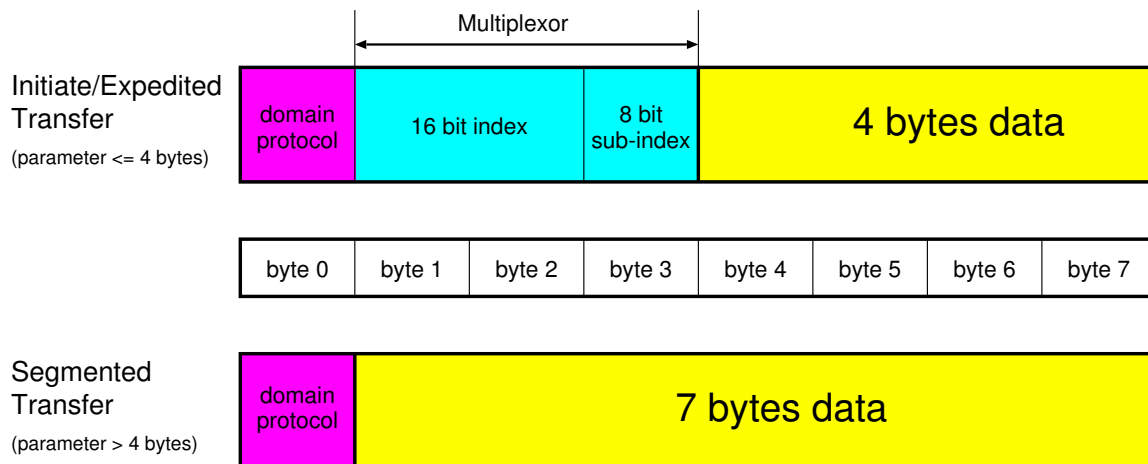 Multiplexor
Initiate/Expedited
Transfer
(parameter <= 4 bytes)
domain
protocol
16 bit index
8 bit
sub-index
4 bytes data
byte 0 byte 1 byte 2 byte 3 byte 4 byte 5 byte 6 byte 7
Segmented
Transfer
(parameter > 4 bytes)
domain
protocol
7 bytes data